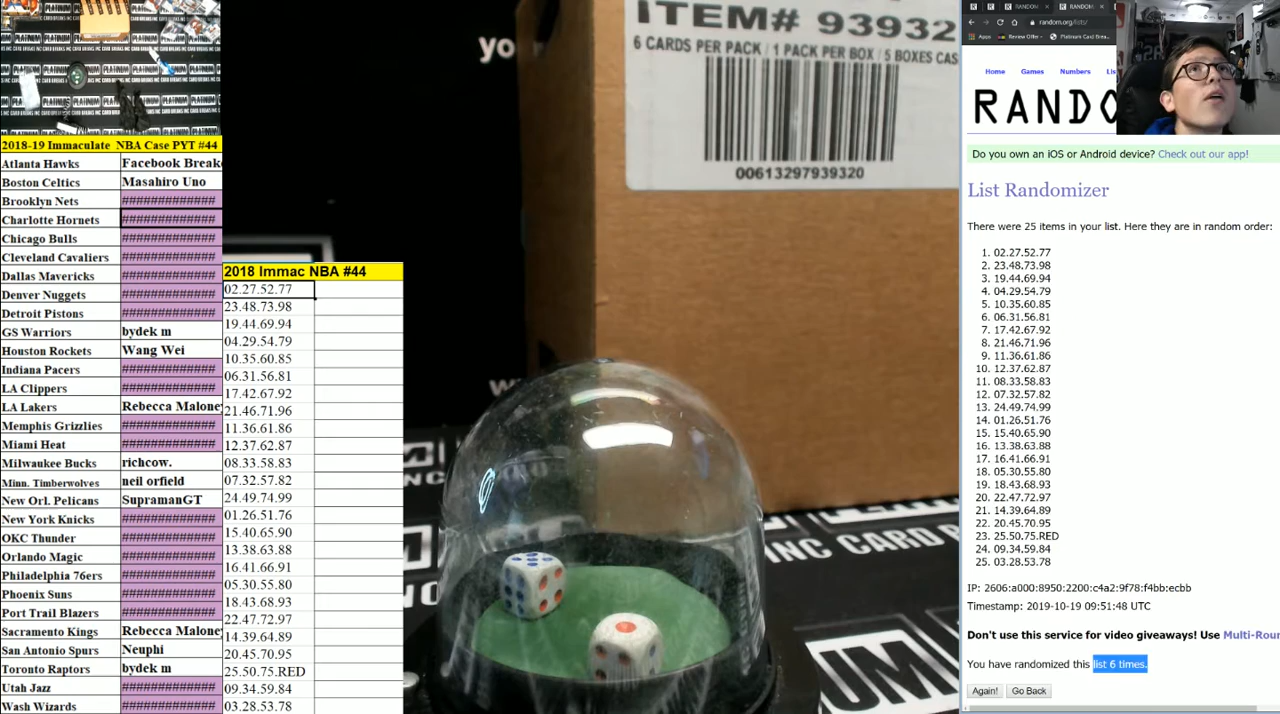 2018-19 Immaculate NBA Case PYT #44
Atlanta Hawks Facebook Break
Boston Celtics Masahiro Uno
Brooklyn Nets ##############
Charlotte Hornets ##############
Chicago Bulls ##############
Cleveland Cavaliers ##############
Dallas Mavericks ##############
Denver Nuggets ##############
Detroit Pistons ##############
GS Warriors bydek m
Houston Rockets Wang Wei
Indiana Pacers ##############
LA Clippers ##############
LA Lakers Rebecca Maloney
Memphis Grizzlies ##############
Miami Heat ##############
Milwaukee Bucks richcow.
Minn. Timberwolves neil orfield
New Orl. Pelicans SupramanGT
New York Knicks ##############
OKC Thunder ##############
Orlando Magic ##############
Philadelphia 76ers ##############
Phoenix Suns ##############
Port Trail Blazers ##############
Sacramento Kings Rebecca Maloney
San Antonio Spurs Neuphi
Toronto Raptors bydek m
Utah Jazz ##############
Wash Wizards ##############
2018 Immac NBA #44
02.27.52.77
23.48.73.98
19.44.69.94
04.29.54.79
10.35.60.85
06.31.56.81
17.42.67.92
21.46.71.96
11.36.61.86
12.37.62.87
08.33.58.83
07.32.57.82
24.49.74.99
01.26.51.76
15.40.65.90
13.38.63.88
16.41.66.91
05.30.55.80
18.43.68.93
22.47.72.97
14.39.64.89
20.45.70.95
25.50.75.RED
09.34.59.84
03.28.53.78
yo
ITEM# 93932
6 CARDS PER PACK / 1 PACK PER BOX / 5 BOXES CAS
00613297939320
INC CARD
RANDOM
RANDOM
random.org/lists/
Apps Renew Offer - Platinum Card Brea
Home Games Numbers Lis
RANDO
Do you own an iOS or Android device? Check out our app!
List Randomizer
There were 25 items in your list. Here they are in random order:
1. 02.27.52.77
2. 23.48.73.98
3. 19.44.69.94
4. 04.29.54.79
5. 10.35.60.85
6. 06.31.56.81
7. 17.42.67.92
8. 21.46.71.96
9. 11.36.61.86
10. 12.37.62.87
11. 08.33.58.83
12. 07.32.57.82
13. 24.49.74.99
14. 01.26.51.76
15. 15.40.65.90
16. 13.38.63.88
17. 16.41.66.91
18. 05.30.55.80
19. 18.43.68.93
20. 22.47.72.97
21. 14.39.64.89
22. 20.45.70.95
23. 25.50.75.RED
24. 09.34.59.84
25. 03.28.53.78
IP: 2606:a000:8950:2200:c4a2:9f78:f4bb:ecbb
Timestamp: 2019-10-19 09:51:48 UTC
Don't use this service for video giveaways! Use Multi-Roun
You have randomized this list 6 times.
Again! Go Back